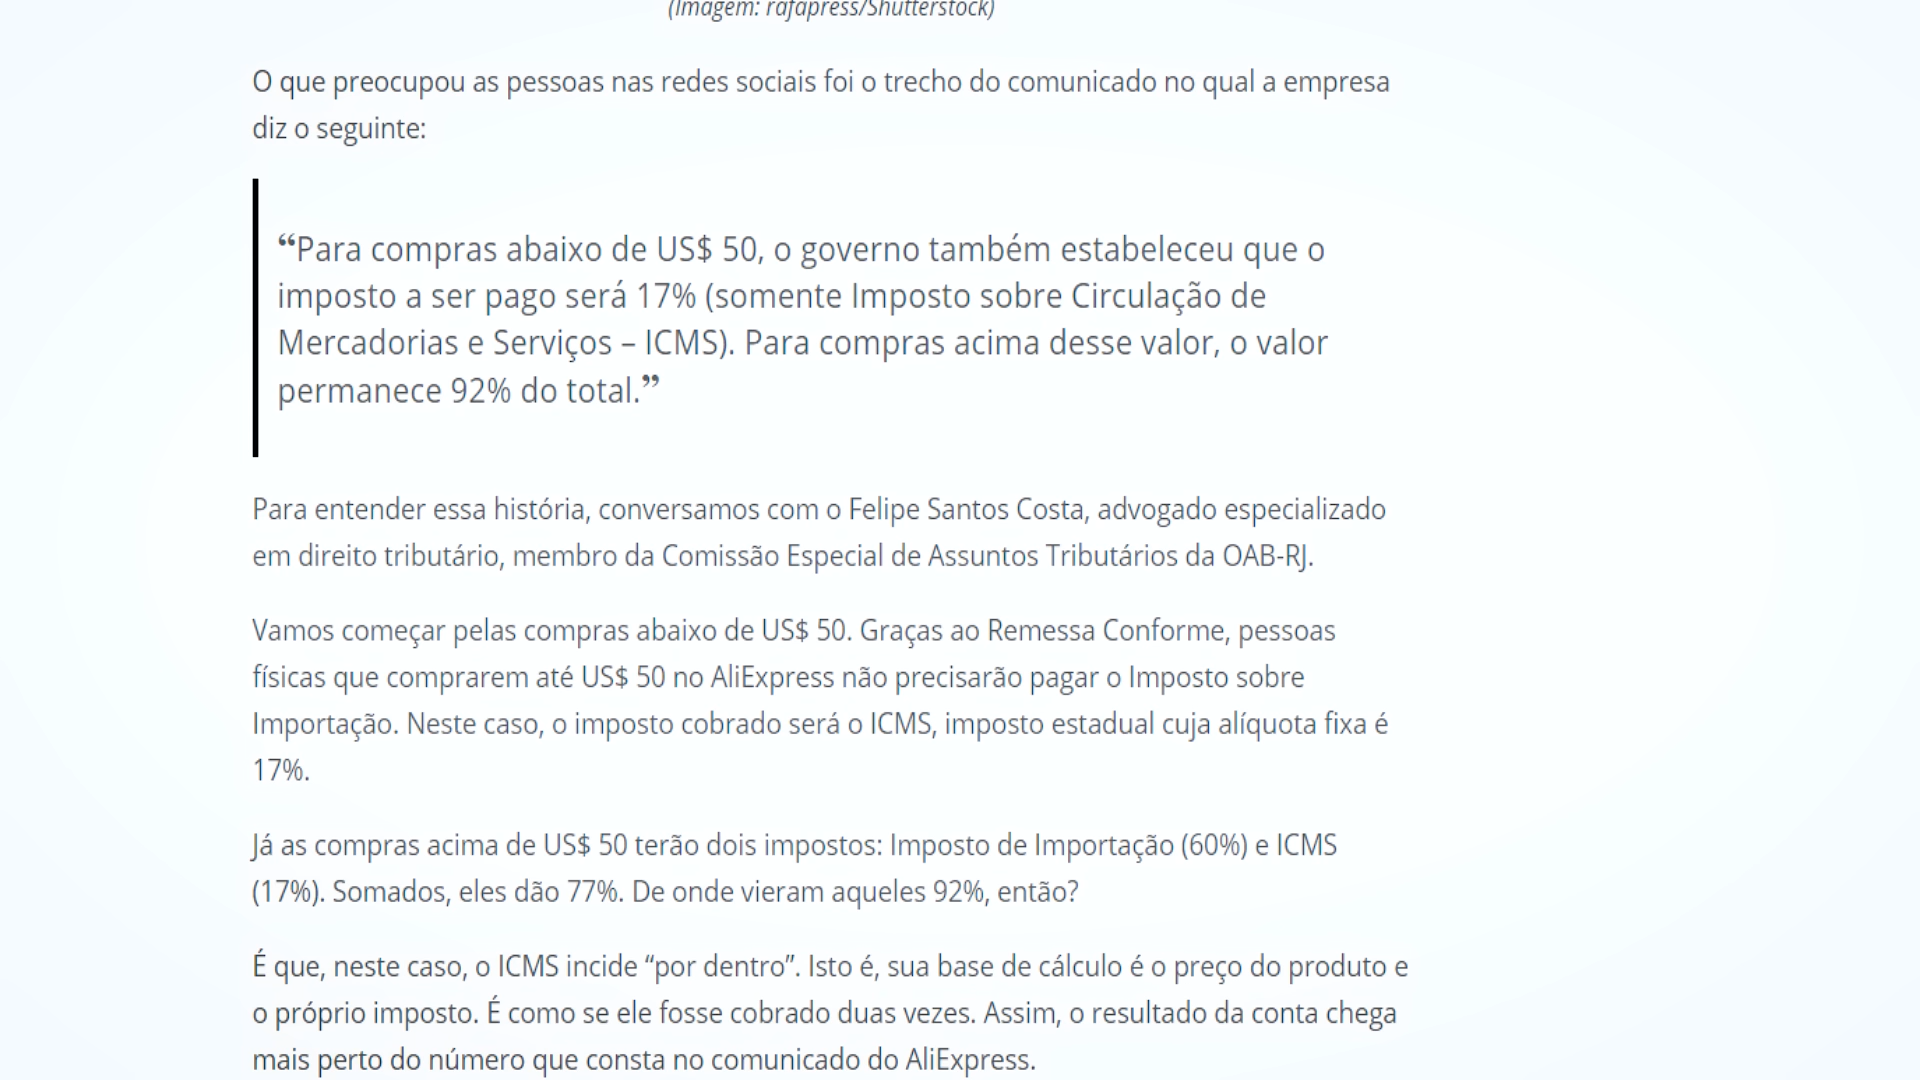 (Imagem: rafapress/Shutterstock)
O que preocupou as pessoas nas redes sociais foi o trecho do comunicado no qual a empresa
diz o seguinte:
“Para compras abaixo de US$ 50, o governo também estabeleceu que o
imposto a ser pago será 17% (somente Imposto sobre Circulação de
Mercadorias e Serviços – ICMS). Para compras acima desse valor, o valor
permanece 92% do total.”
Para entender essa história, conversamos com o Felipe Santos Costa, advogado especializado
em direito tributário, membro da Comissão Especial de Assuntos Tributários da OAB-RJ.
Vamos começar pelas compras abaixo de US$ 50. Graças ao Remessa Conforme, pessoas
físicas que comprarem até US$ 50 no AliExpress não precisarão pagar o Imposto sobre
Importação. Neste caso, o imposto cobrado será o ICMS, imposto estadual cuja alíquota fixa é
17%.
Já as compras acima de US$ 50 terão dois impostos: Imposto de Importação (60%) e ICMS
(17%). Somados, eles dão 77%. De onde vieram aqueles 92%, então?
É que, neste caso, o ICMS incide “por dentro”. Isto é, sua base de cálculo é o preço do produto e
o próprio imposto. É como se ele fosse cobrado duas vezes. Assim, o resultado da conta chega
mais perto do número que consta no comunicado do AliExpress.